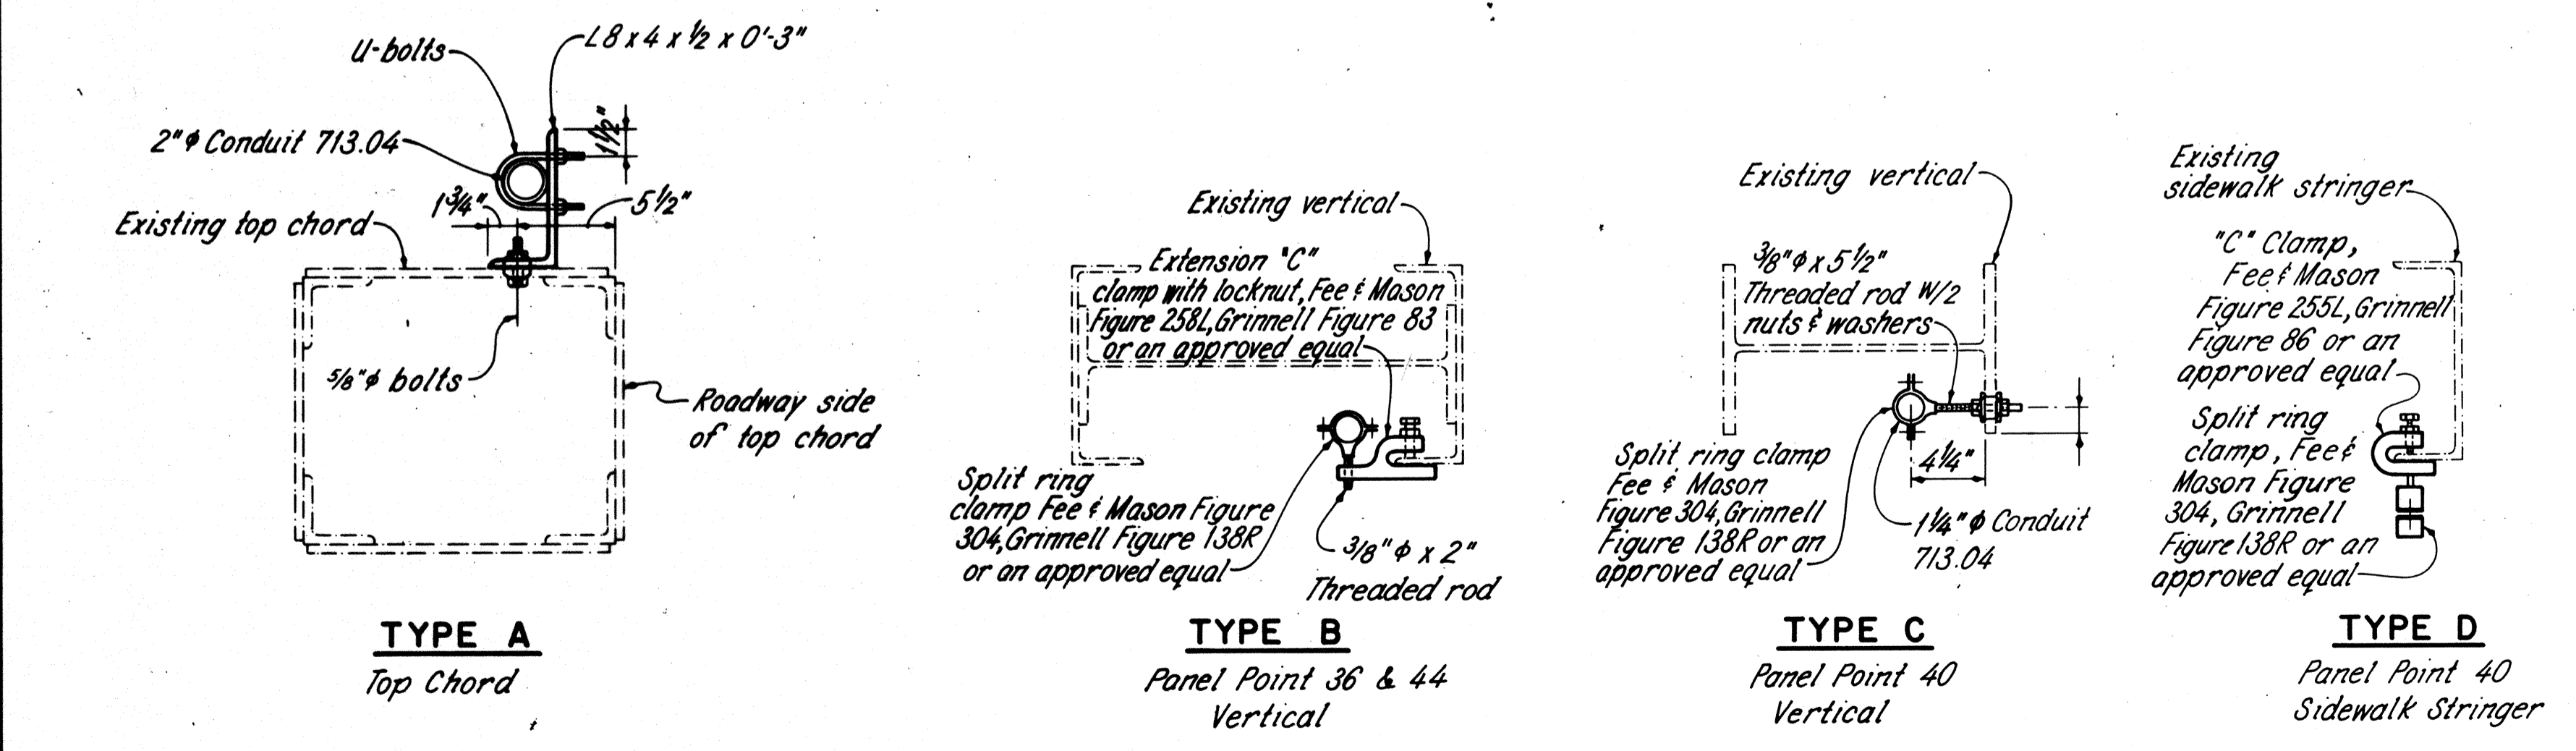 U-bolts
L8 x 4 x 1/2 x 0'-3"
2"ϕ Conduit 713.04
1 1/2"
1 3/4"
5 1/2"
Existing top chord
5/8"ϕ bolts
Roadway side
of top chord
TYPE A
Top Chord
Existing vertical
Extension "C"
clamp with locknut, Fee & Mason
Figure 258L, Grinnell Figure 83
or an approved equal
Split ring
clamp Fee & Mason Figure
304, Grinnell Figure 138R
or an approved equal
3/8"ϕ x 2"
Threaded rod
TYPE B
Panel Point 36 & 44
Vertical
Existing vertical
3/8"ϕ x 5 1/2"
Threaded rod W/2
nuts & washers
Split ring clamp
Fee & Mason
Figure 304, Grinnell
Figure 138R or an
approved equal
4 1/4"
1 1/4"ϕ Conduit
713.04
TYPE C
Panel Point 40
Vertical
Existing
sidewalk stringer
"C" Clamp,
Fee & Mason
Figure 255L, Grinnell
Figure 86 or an
approved equal
Split ring
clamp, Fee &
Mason Figure
304, Grinnell
Figure 138R or an
approved equal
TYPE D
Panel Point 40
Sidewalk Stringer